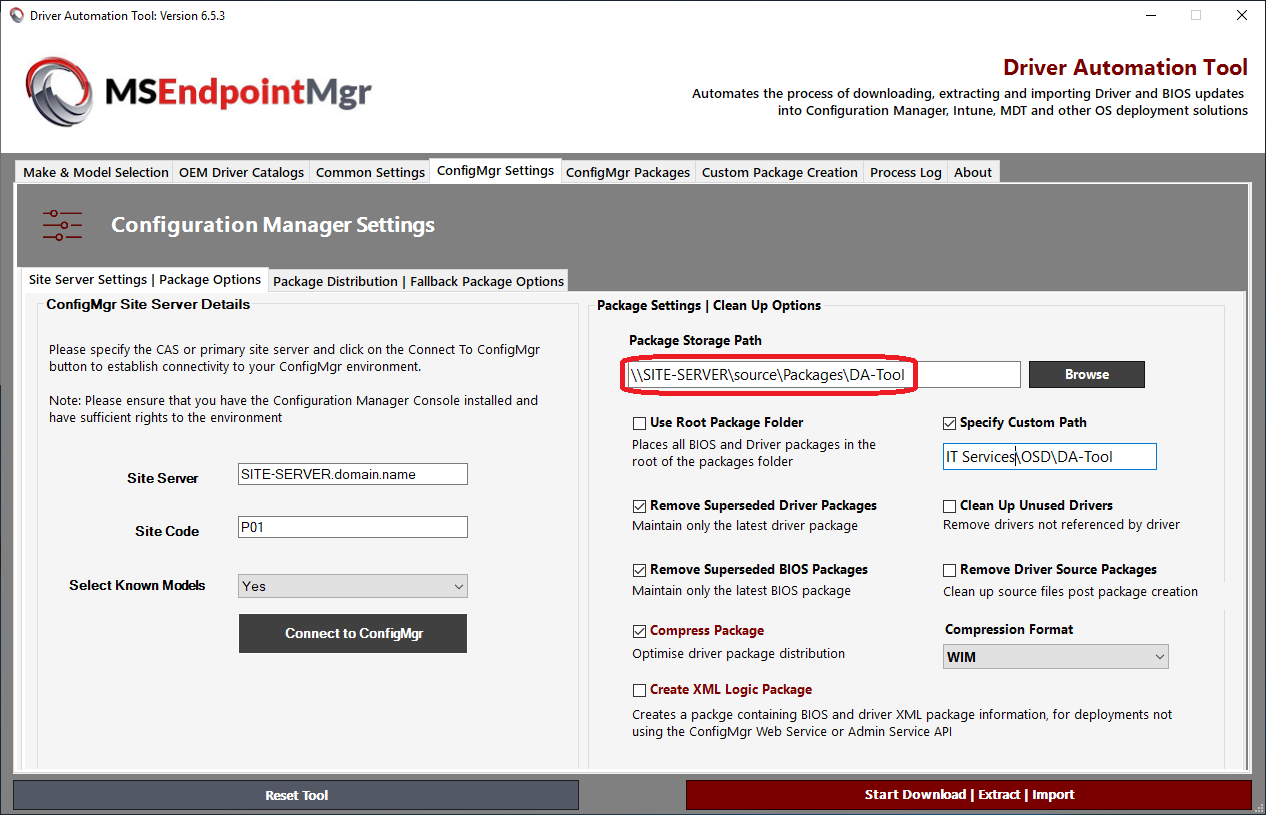 Driver Automation Tool: Version 6.5.3
MSEndpointMgr
Driver Automation Tool
Automates the process of downloading, extracting and importing Driver and BIOS updates
into Configuration Manager, Intune, MDT and other OS deployment solutions
Make & Model Selection
OEM Driver Catalogs
Common Settings
ConfigMgr Settings
ConfigMgr Packages
Custom Package Creation
Process Log
About
Configuration Manager Settings
Site Server Settings | Package Options
Package Distribution | Fallback Package Options
ConfigMgr Site Server Details
Please specify the CAS or primary site server and click on the Connect To ConfigMgr
button to establish connectivity to your ConfigMgr environment.
Note: Please ensure that you have the Configuration Manager Console installed and
have sufficient rights to the environment
Site Server
SITE-SERVER.domain.name
Site Code
P01
Select Known Models
Yes
Connect to ConfigMgr
Package Settings | Clean Up Options
Package Storage Path
\\SITE-SERVER\source\Packages\DA-Tool
Browse
Use Root Package Folder
Places all BIOS and Driver packages in the
root of the packages folder
Specify Custom Path
IT Services\OSD\DA-Tool
Remove Superseded Driver Packages
Maintain only the latest driver package
Clean Up Unused Drivers
Remove drivers not referenced by driver
Remove Superseded BIOS Packages
Maintain only the latest BIOS package
Remove Driver Source Packages
Clean up source files post package creation
Compress Package
Optimise driver package distribution
Compression Format
WIM
Create XML Logic Package
Creates a packge containing BIOS and driver XML package information, for deployments not
using the ConfigMgr Web Service or Admin Service API
Reset Tool
Start Download | Extract | Import